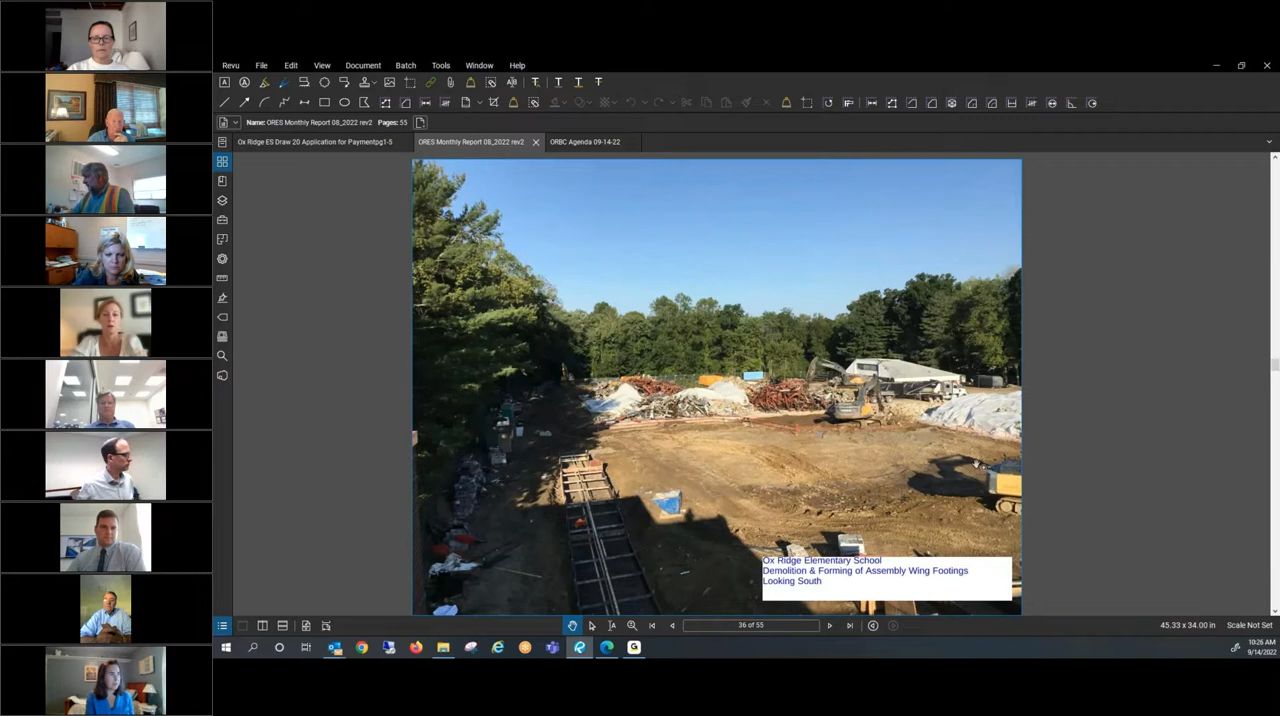 Revu File Edit View Document Batch Tools Window Help
Name: ORES Monthly Report 08_2022 rev2 Pages: 55
Ox Ridge ES Draw 20 Application for Paymentpg1-5 ORES Monthly Report 08_2022 rev2 ORBC Agenda 09-14-22
Ox Ridge Elementary School
Demolition & Forming of Assembly Wing Footings
Looking South
36 of 55
45.33 x 34.00 in Scale Not Set
10:26 AM
9/14/2022